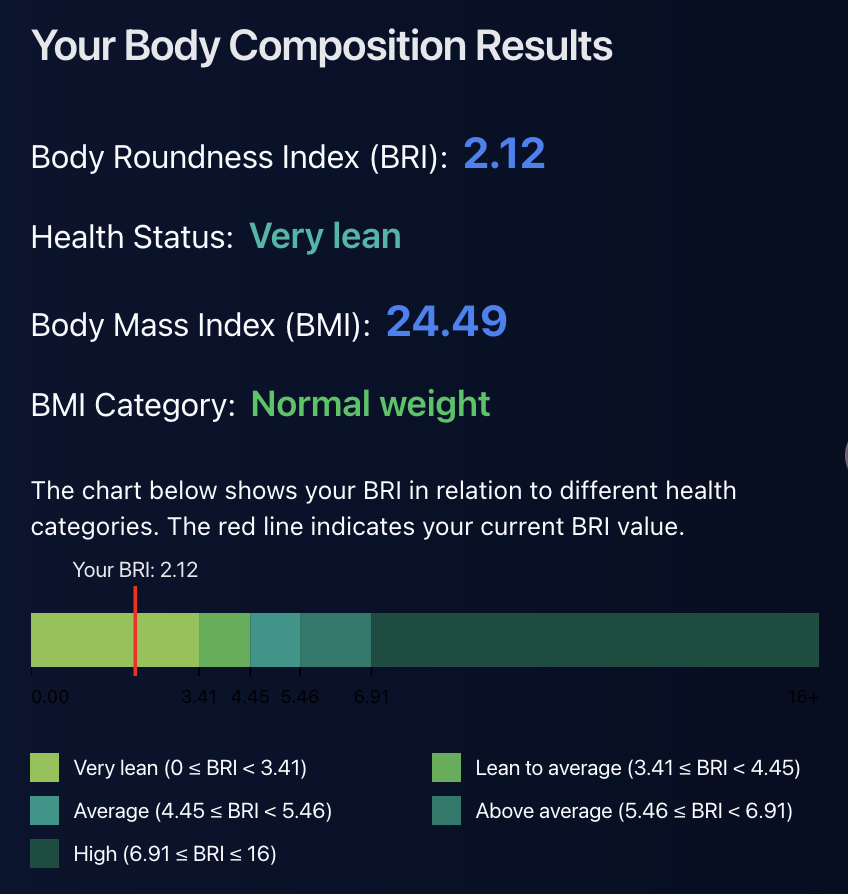 Your Body Composition Results
Body Roundness Index (BRI): 2.12
Health Status: Very lean
Body Mass Index (BMI): 24.49
BMI Category: Normal weight
The chart below shows your BRI in relation to different health
categories. The red line indicates your current BRI value.
Your BRI: 2.12
0.00 3.41 4.45 5.46 6.91 16+
Very lean (0 ≤ BRI < 3.41) Lean to average (3.41 ≤ BRI < 4.45)
Average (4.45 ≤ BRI < 5.46) Above average (5.46 ≤ BRI < 6.91)
High (6.91 ≤ BRI ≤ 16)